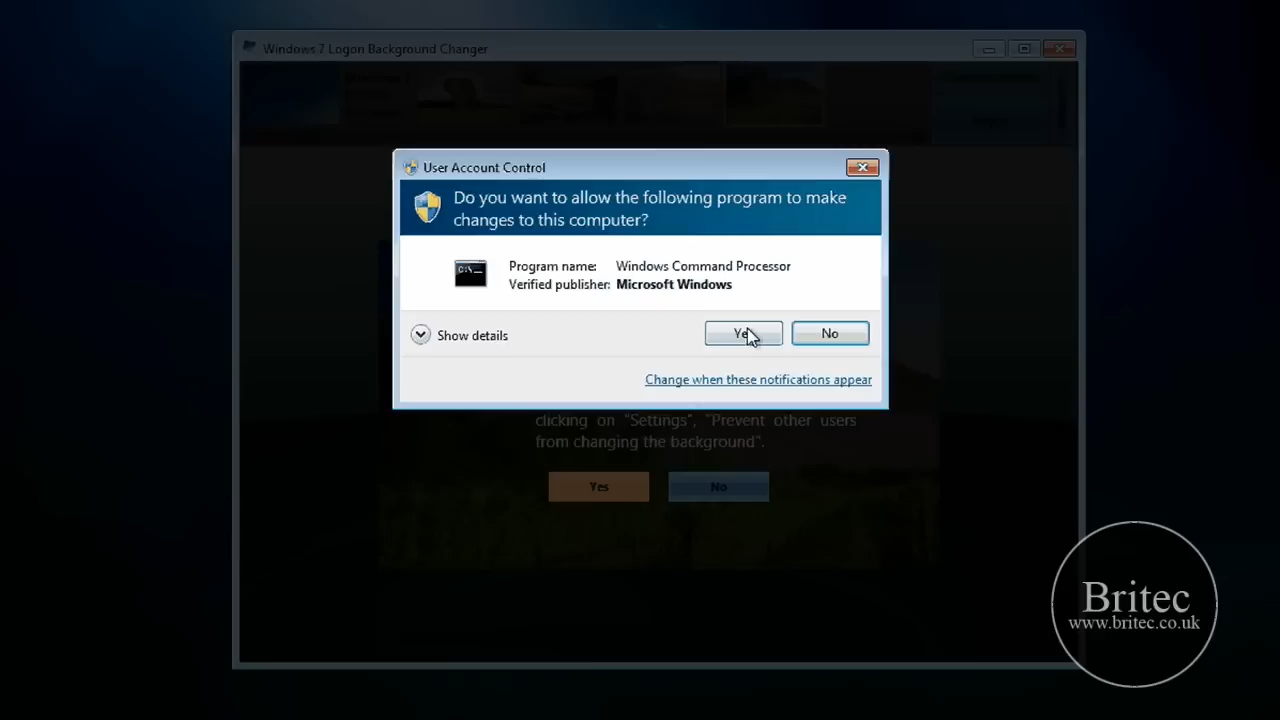 Windows 7 Logon Background Changer
User Account Control
Do you want to allow the following program to make
changes to this computer?
C:\
Program name: Windows Command Processor
Verified publisher: Microsoft Windows
Show details
Yes
No
Change when these notifications appear
clicking on "Settings", "Prevent other users
from changing the background".
Yes
No
Britec
www.britec.co.uk